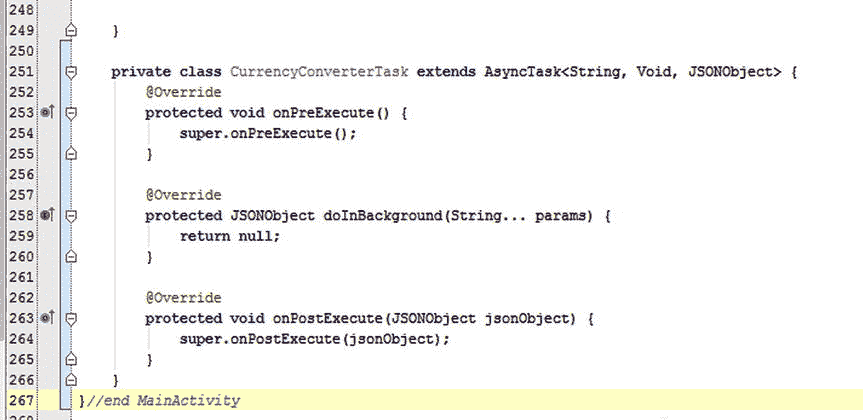 248
249 }
250
251 private class CurrencyConverterTask extends AsyncTask<String, Void, JSONObject> {
252 @Override
253 protected void onPreExecute() {
254 super.onPreExecute();
255 }
256
257 @Override
258 protected JSONObject doInBackground(String... params) {
259 return null;
260 }
261
262 @Override
263 protected void onPostExecute(JSONObject jsonObject) {
264 super.onPostExecute(jsonObject);
265 }
266 }
267 }//end MainActivity